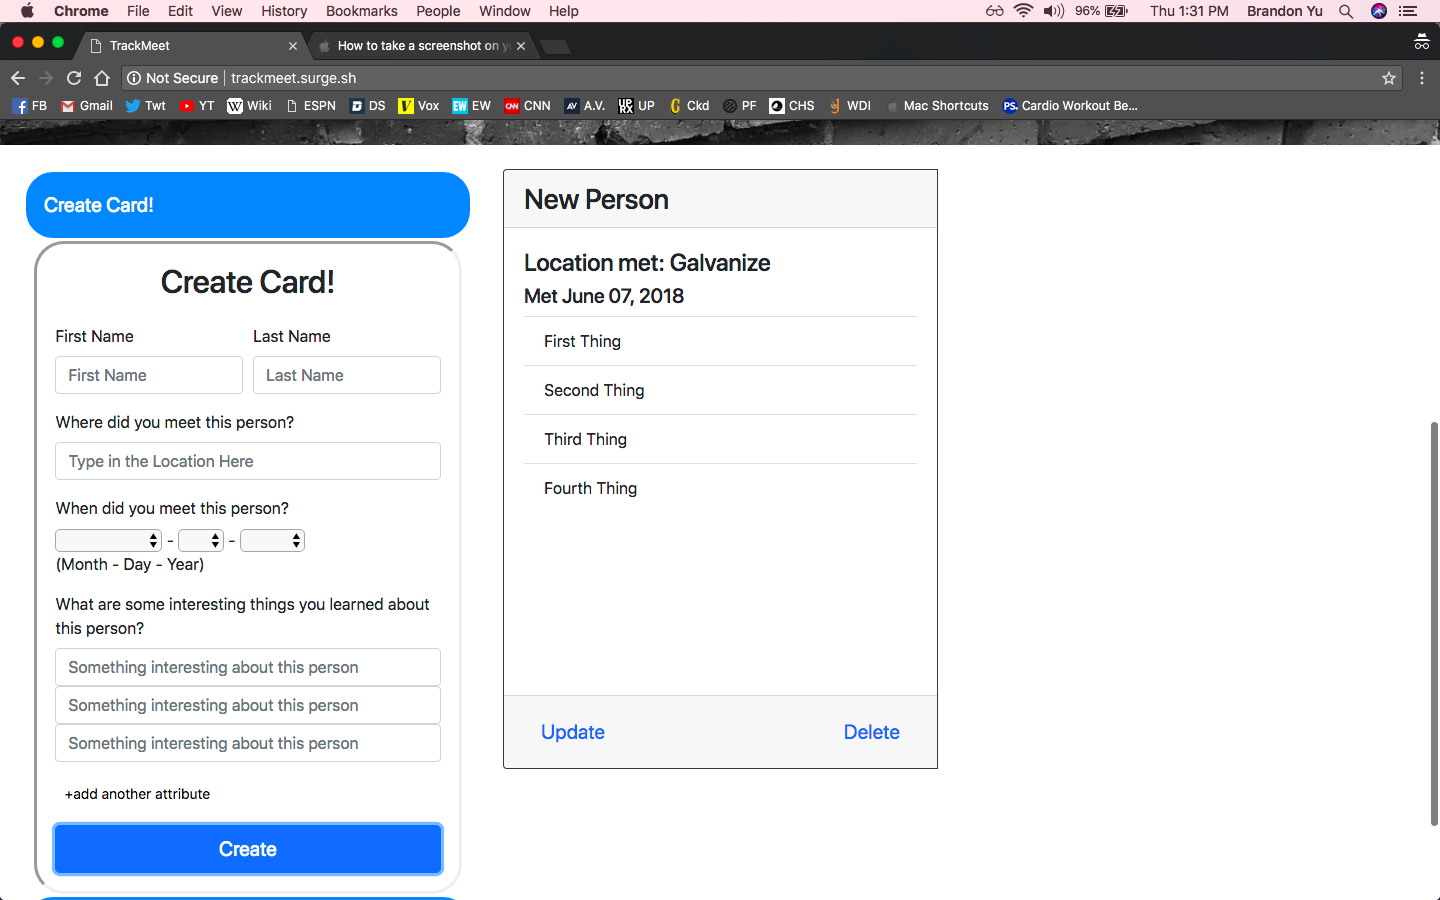 Chrome File Edit View History Bookmarks People Window Help 96% Thu 1:31 PM Brandon Yu
TrackMeet
How to take a screenshot on yo
Not Secure trackmeet.surge.sh
FB Gmail Twt YT Wiki ESPN DS Vox EW CNN A.V. UP Ckd PF CHS WDI Mac Shortcuts Cardio Workout Be...
Create Card!
Create Card!
First Name Last Name
First Name Last Name
Where did you meet this person?
Type in the Location Here
When did you meet this person?
- -
(Month - Day - Year)
What are some interesting things you learned about
this person?
Something interesting about this person
Something interesting about this person
Something interesting about this person
+add another attribute
Create
New Person
Location met: Galvanize
Met June 07, 2018
First Thing
Second Thing
Third Thing
Fourth Thing
Update Delete